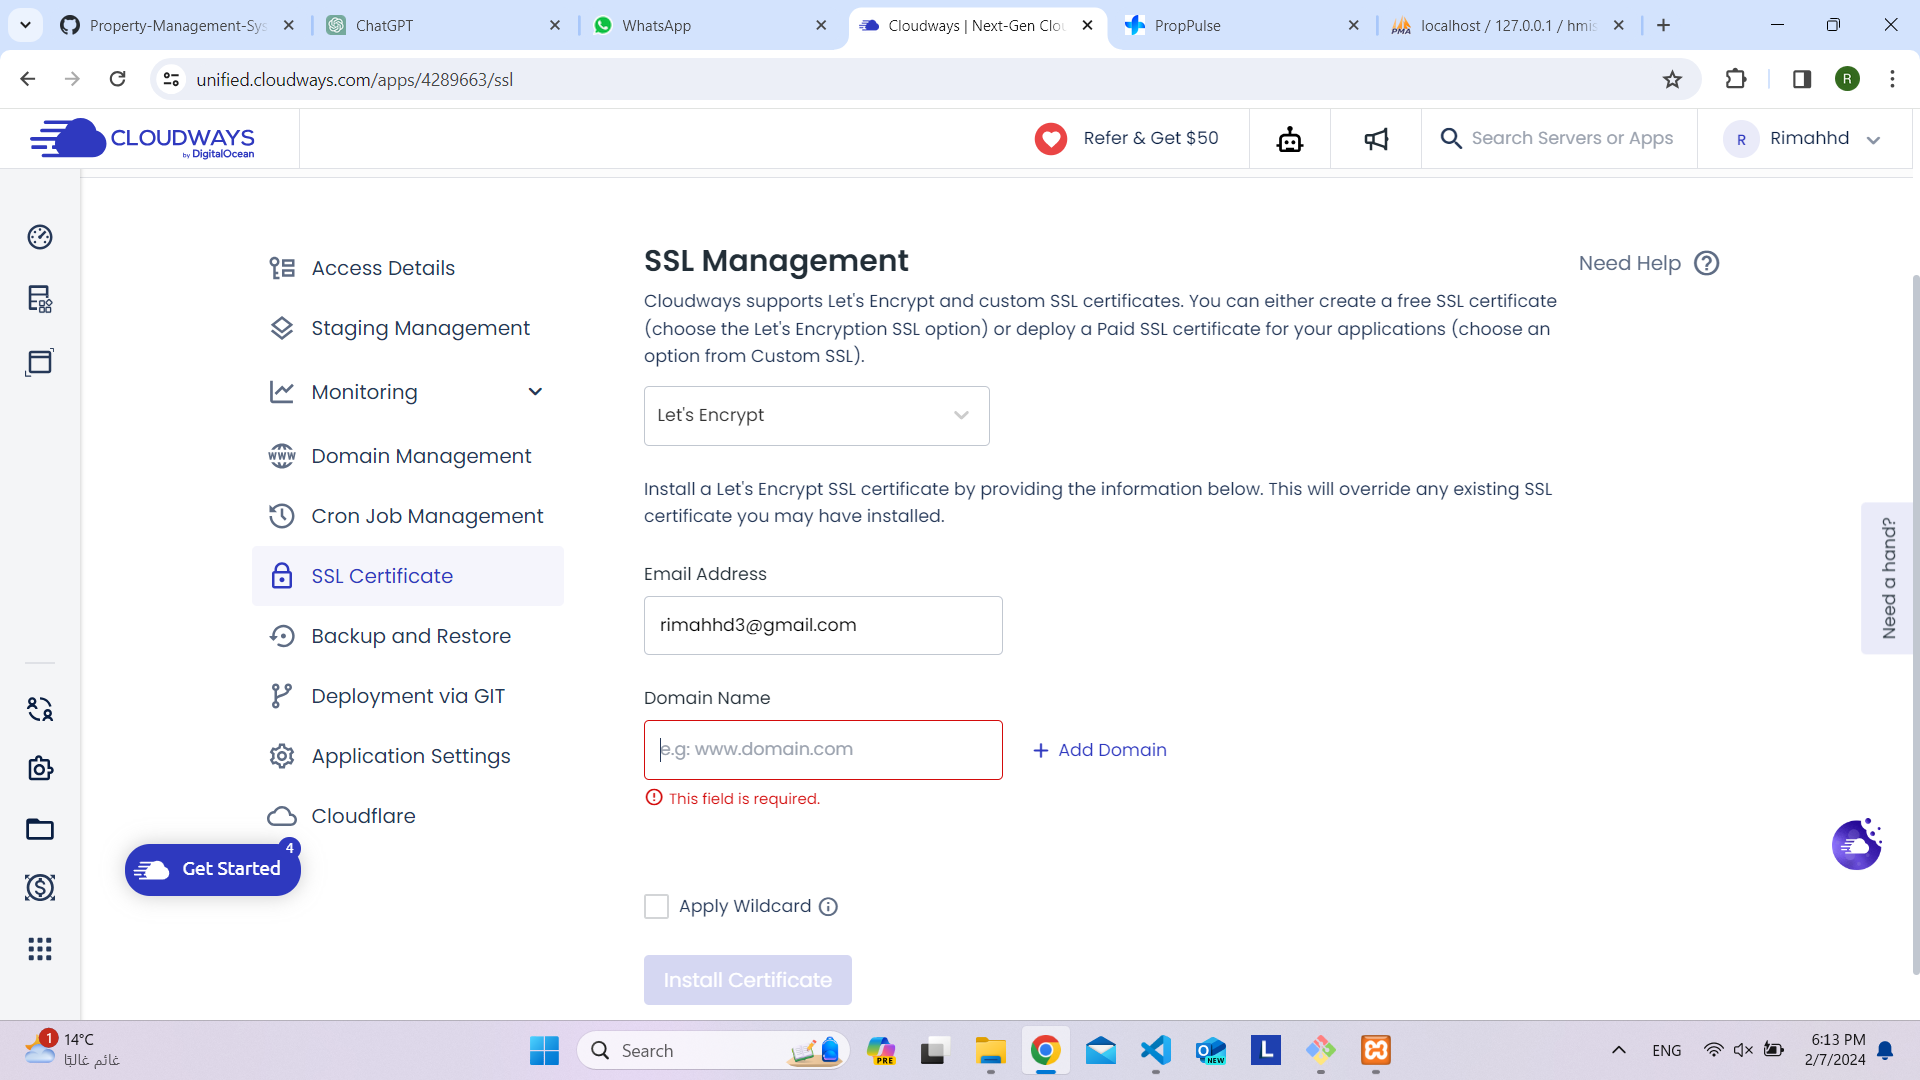 Property-Management-Sys
ChatGPT
WhatsApp
Cloudways | Next-Gen Clou
PropPulse
PMA
localhost / 127.0.0.1 / hmis
unified.cloudways.com/apps/4289663/ssl
R
CLOUDWAYS
by DigitalOcean
Refer & Get $50
Search Servers or Apps
R
Rimahhd
Access Details
Staging Management
Monitoring
WWW
Domain Management
Cron Job Management
SSL Certificate
Backup and Restore
Deployment via GIT
Application Settings
Cloudflare
Get Started
4
SSL Management
Need Help
Cloudways supports Let's Encrypt and custom SSL certificates. You can either create a free SSL certificate
(choose the Let's Encryption SSL option) or deploy a Paid SSL certificate for your applications (choose an
option from Custom SSL).
Let's Encrypt
Install a Let's Encrypt SSL certificate by providing the information below. This will override any existing SSL
certificate you may have installed.
Email Address
rimahhd3@gmail.com
Domain Name
e.g: www.domain.com
Add Domain
This field is required.
Apply Wildcard
Install Certificate
Need a hand?
1
14°C
غائم غالبًا
Search
PRE
NEW
L
ENG
6:13 PM
2/7/2024